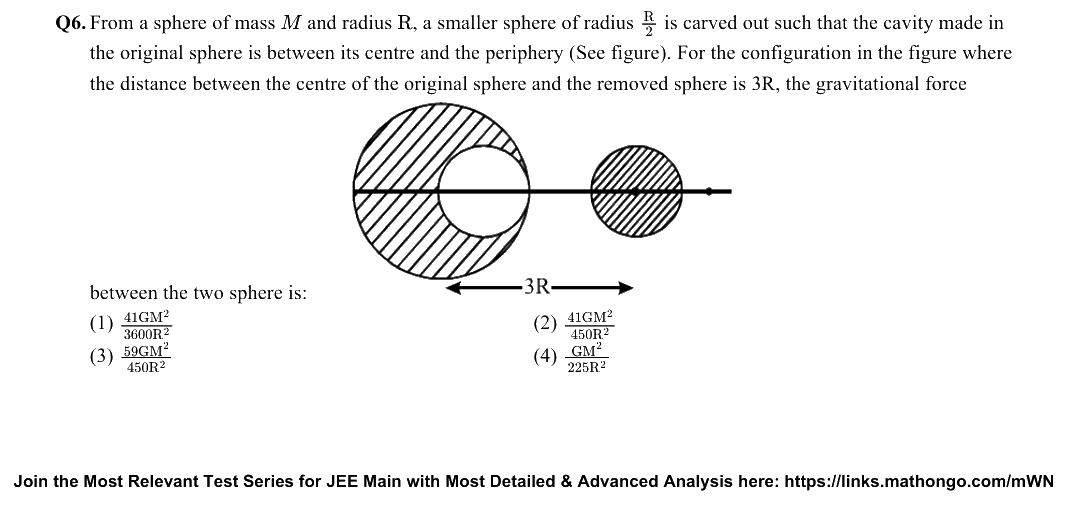 Q6. From a sphere of mass M and radius R, a smaller sphere of radius R/2 is carved out such that the cavity made in
the original sphere is between its centre and the periphery (See figure). For the configuration in the figure where
the distance between the centre of the original sphere and the removed sphere is 3R, the gravitational force
3R
between the two sphere is:
(1) 41GM²/3600R² (2) 41GM²/450R²
(3) 59GM²/450R² (4) GM²/225R²
Join the Most Relevant Test Series for JEE Main with Most Detailed & Advanced Analysis here: https://links.mathongo.com/mWN